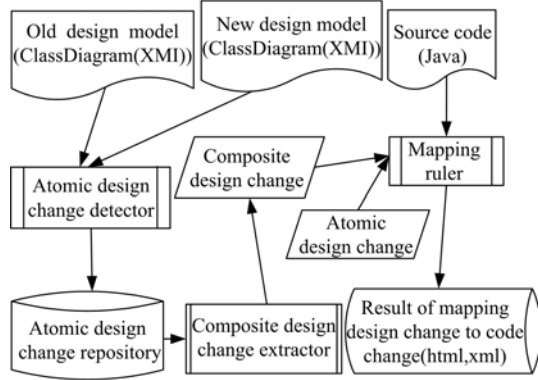 Old design model
(ClassDiagram(XMI))
New design model
(ClassDiagram(XMI))
Source code
(Java)
Composite
design change
Mapping
ruler
Atomic design
change detector
Atomic
design change
Atomic design
change repository
Composite design
change extractor
Result of mapping
design change to code
change(html,xml)